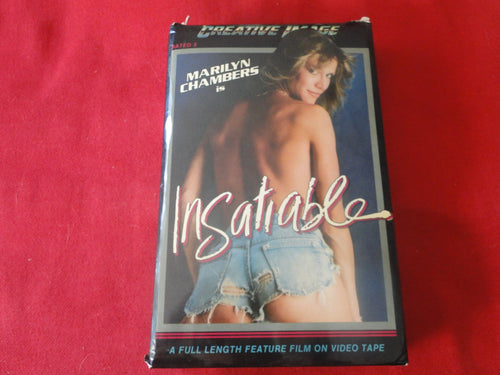 CREATIVE IMAGE
RATED X
MARILYN
CHAMBERS
is
Insatiable
A FULL LENGTH FEATURE FILM ON VIDEO TAPE